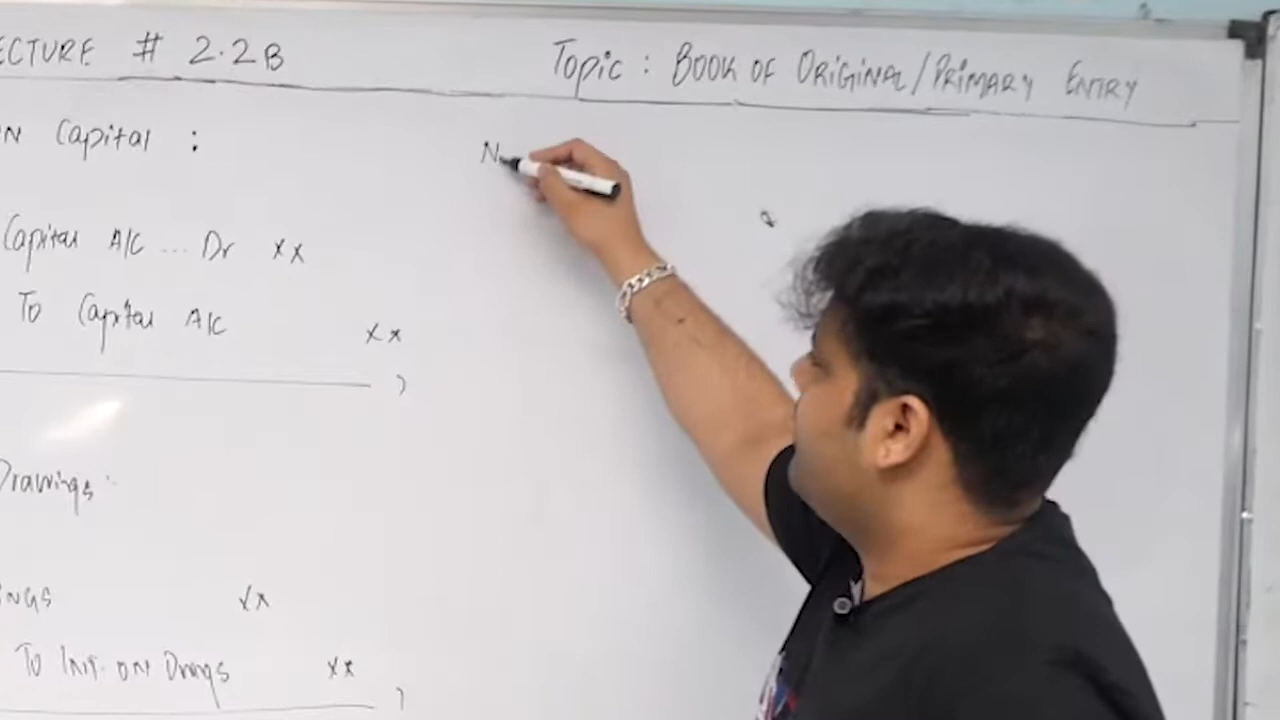 ECTURE # 2.2B
Topic : BOOK OF ORIGINAL/PRIMARY ENTRY
N Capital :
N
Capital A/C ... Dr xx
To Capital A/C xx
Drawings
NGS xx
To Int. on Drngs xx